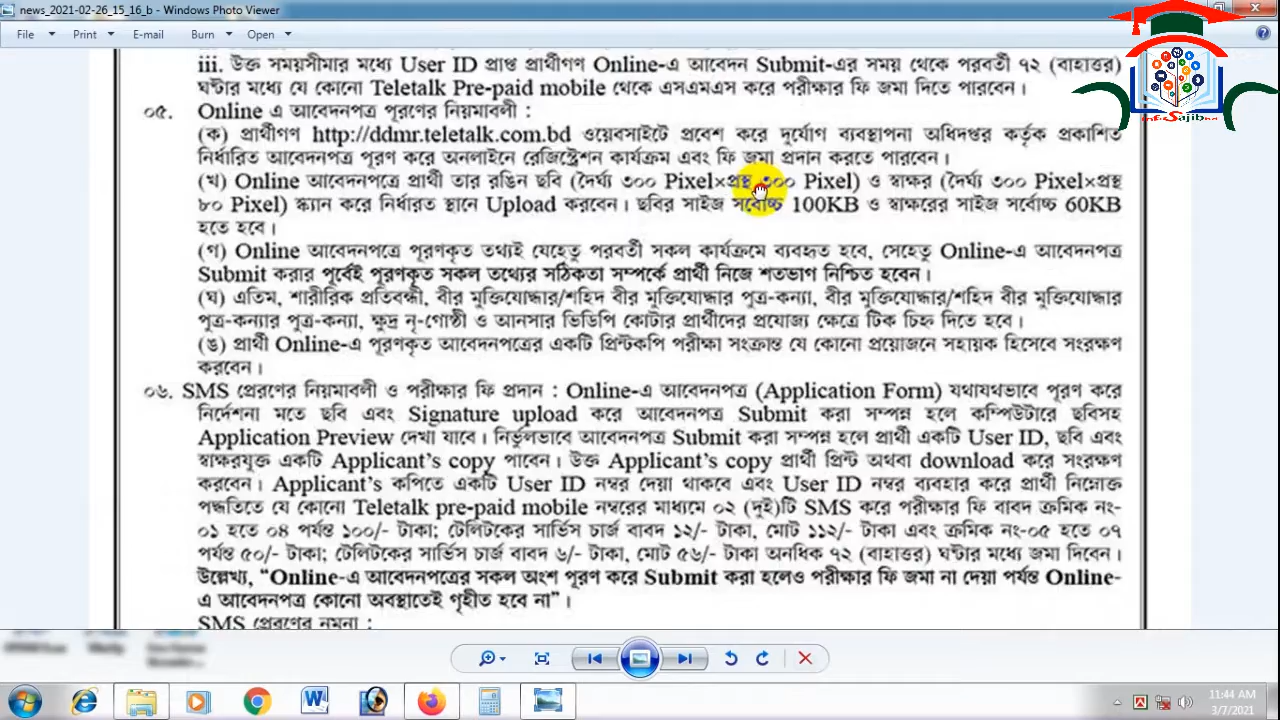 news_2021-02-26_15_16_b - Windows Photo Viewer
File Print E-mail Burn Open
iii. উক্ত সময়সীমার মধ্যে User ID প্রাপ্ত প্রার্থীগণ Online-এ আবেদন Submit-এর সময় থেকে পরবর্তী ৭২ (বাহাত্তর)
ঘন্টার মধ্যে যে কোনো Teletalk Pre-paid mobile থেকে এসএমএস করে পরীক্ষার ফি জমা দিতে পারবেন।
০৫. Online এ আবেদনপত্র পূরণের নিয়মাবলী :
(ক) প্রার্থীগণ http://ddmr.teletalk.com.bd ওয়েবসাইটে প্রবেশ করে দুর্যোগ ব্যবস্থাপনা অধিদপ্তর কর্তৃক প্রকাশিত
নির্ধারিত আবেদনপত্র পূরণ করে অনলাইনে রেজিস্ট্রেশন কার্যক্রম এবং ফি জমা প্রদান করতে পারবেন।
(খ) Online আবেদনপত্রে প্রার্থী তার রঙিন ছবি (দৈর্ঘ্য ৩০০ Pixel×প্রস্থ ৩০০ Pixel) ও স্বাক্ষর (দৈর্ঘ্য ৩০০ Pixel×প্রস্থ
৮০ Pixel) স্ক্যান করে নির্ধারত স্থানে Upload করবেন। ছবির সাইজ সর্বোচ্চ 100KB ও স্বাক্ষরের সাইজ সর্বোচ্চ 60KB
হতে হবে।
(গ) Online আবেদনপত্রে পূরণকৃত তথ্যই যেহেতু পরবর্তী সকল কার্যক্রমে ব্যবহৃত হবে, সেহেতু Online-এ আবেদনপত্র
Submit করার পূর্বেই পূরণকৃত সকল তথ্যের সঠিকতা সম্পর্কে প্রার্থী নিজে শতভাগ নিশ্চিত হবেন।
(ঘ) এতিম, শারীরিক প্রতিবন্ধী, বীর মুক্তিযোদ্ধার/শহিদ বীর মুক্তিযোদ্ধার পুত্র-কন্যা, বীর মুক্তিযোদ্ধার/শহিদ বীর মুক্তিযোদ্ধার
পুত্র-কন্যার পুত্র-কন্যা, ক্ষুদ্র নৃ-গোষ্ঠী ও আনসার ভিডিপি কোটার প্রার্থীদের প্রযোজ্য ক্ষেত্রে টিক চিহ্ন দিতে হবে।
(ঙ) প্রার্থী Online-এ পূরণকৃত আবেদনপত্রের একটি প্রিন্টকপি পরীক্ষা সংক্রান্ত যে কোনো প্রয়োজনে সহায়ক হিসেবে সংরক্ষণ
করবেন।
০৬. SMS প্রেরণের নিয়মাবলী ও পরীক্ষার ফি প্রদান : Online-এ আবেদনপত্র (Application Form) যথাযথভাবে পূরণ করে
নির্দেশনা মতে ছবি এবং Signature upload করে আবেদনপত্র Submit করা সম্পন্ন হলে কম্পিউটারে ছবিসহ
Application Preview দেখা যাবে। নির্ভুলভাবে আবেদনপত্র Submit করা সম্পন্ন হলে প্রার্থী একটি User ID, ছবি এবং
স্বাক্ষরযুক্ত একটি Applicant's copy পাবেন। উক্ত Applicant's copy প্রার্থী প্রিন্ট অথবা download করে সংরক্ষণ
করবেন। Applicant's কপিতে একটি User ID নম্বর দেয়া থাকবে এবং User ID নম্বর ব্যবহার করে প্রার্থী নিম্নোক্ত
পদ্ধতিতে যে কোনো Teletalk pre-paid mobile নম্বরের মাধ্যমে ০২ (দুই)টি SMS করে পরীক্ষার ফি বাবদ ক্রমিক নং-
০১ হতে ০৪ পর্যন্ত ১০০/- টাকা; টেলিটকের সার্ভিস চার্জ বাবদ ১২/- টাকা, মোট ১১২/- টাকা এবং ক্রমিক নং-০৫ হতে ০৭
পর্যন্ত ৫০/- টাকা; টেলিটকের সার্ভিস চার্জ বাবদ ৬/- টাকা, মোট ৫৬/- টাকা অনধিক ৭২ (বাহাত্তর) ঘন্টার মধ্যে জমা দিবেন।
উল্লেখ্য, “Online-এ আবেদনপত্রের সকল অংশ পূরণ করে Submit করা হলেও পরীক্ষার ফি জমা না দেয়া পর্যন্ত Online-
এ আবেদনপত্র কোনো অবস্থাতেই গৃহীত হবে না”।
SMS প্রেরণের নমুনা :
11:44 AM
3/7/2021